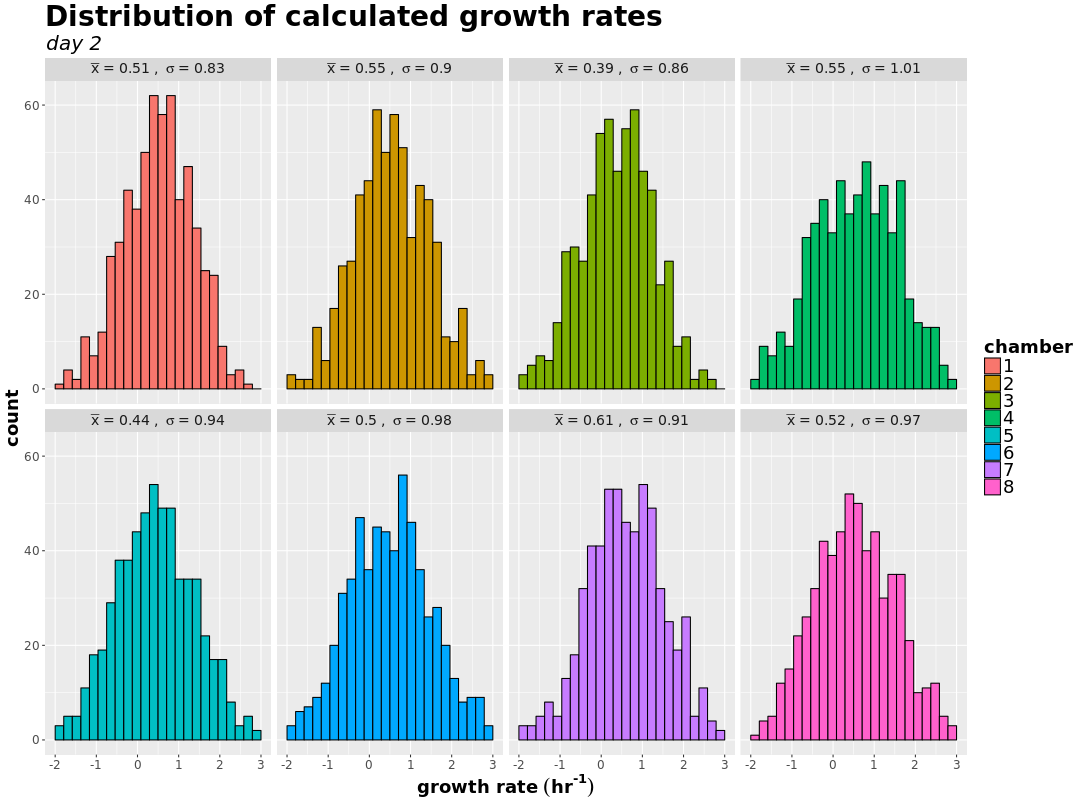 Distribution of calculated growth rates
day 2
x̅ = 0.51 , σ = 0.83
x̅ = 0.55 , σ = 0.9
x̅ = 0.39 , σ = 0.86
x̅ = 0.55 , σ = 1.01
60
40
20
0
x̅ = 0.44 , σ = 0.94
x̅ = 0.5 , σ = 0.98
x̅ = 0.61 , σ = 0.91
x̅ = 0.52 , σ = 0.97
60
40
20
0
-2 -1 0 1 2 3
-2 -1 0 1 2 3
-2 -1 0 1 2 3
-2 -1 0 1 2 3
growth rate (hr⁻¹)
count
chamber
1
2
3
4
5
6
7
8